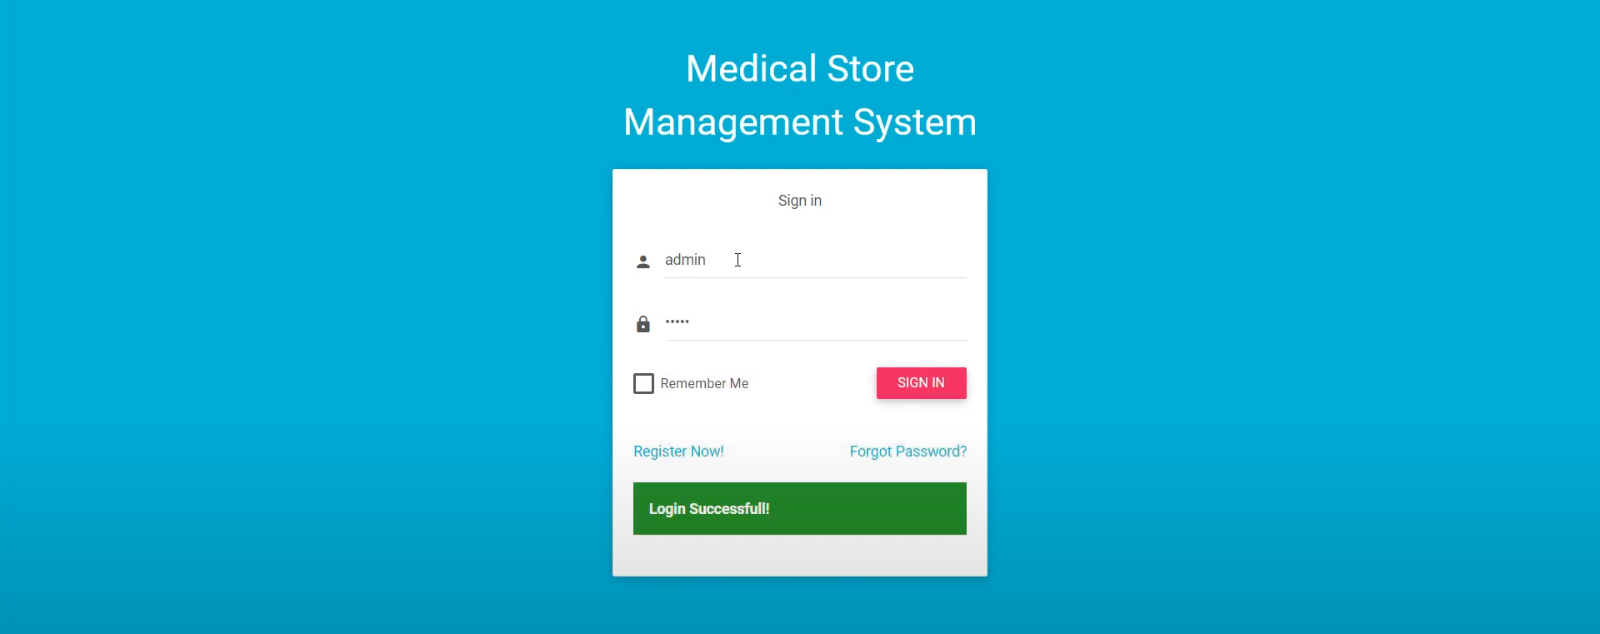 Medical Store
Management System
Sign in
admin
•••••
Remember Me
SIGN IN
Register Now!
Forgot Password?
Login Successfull!